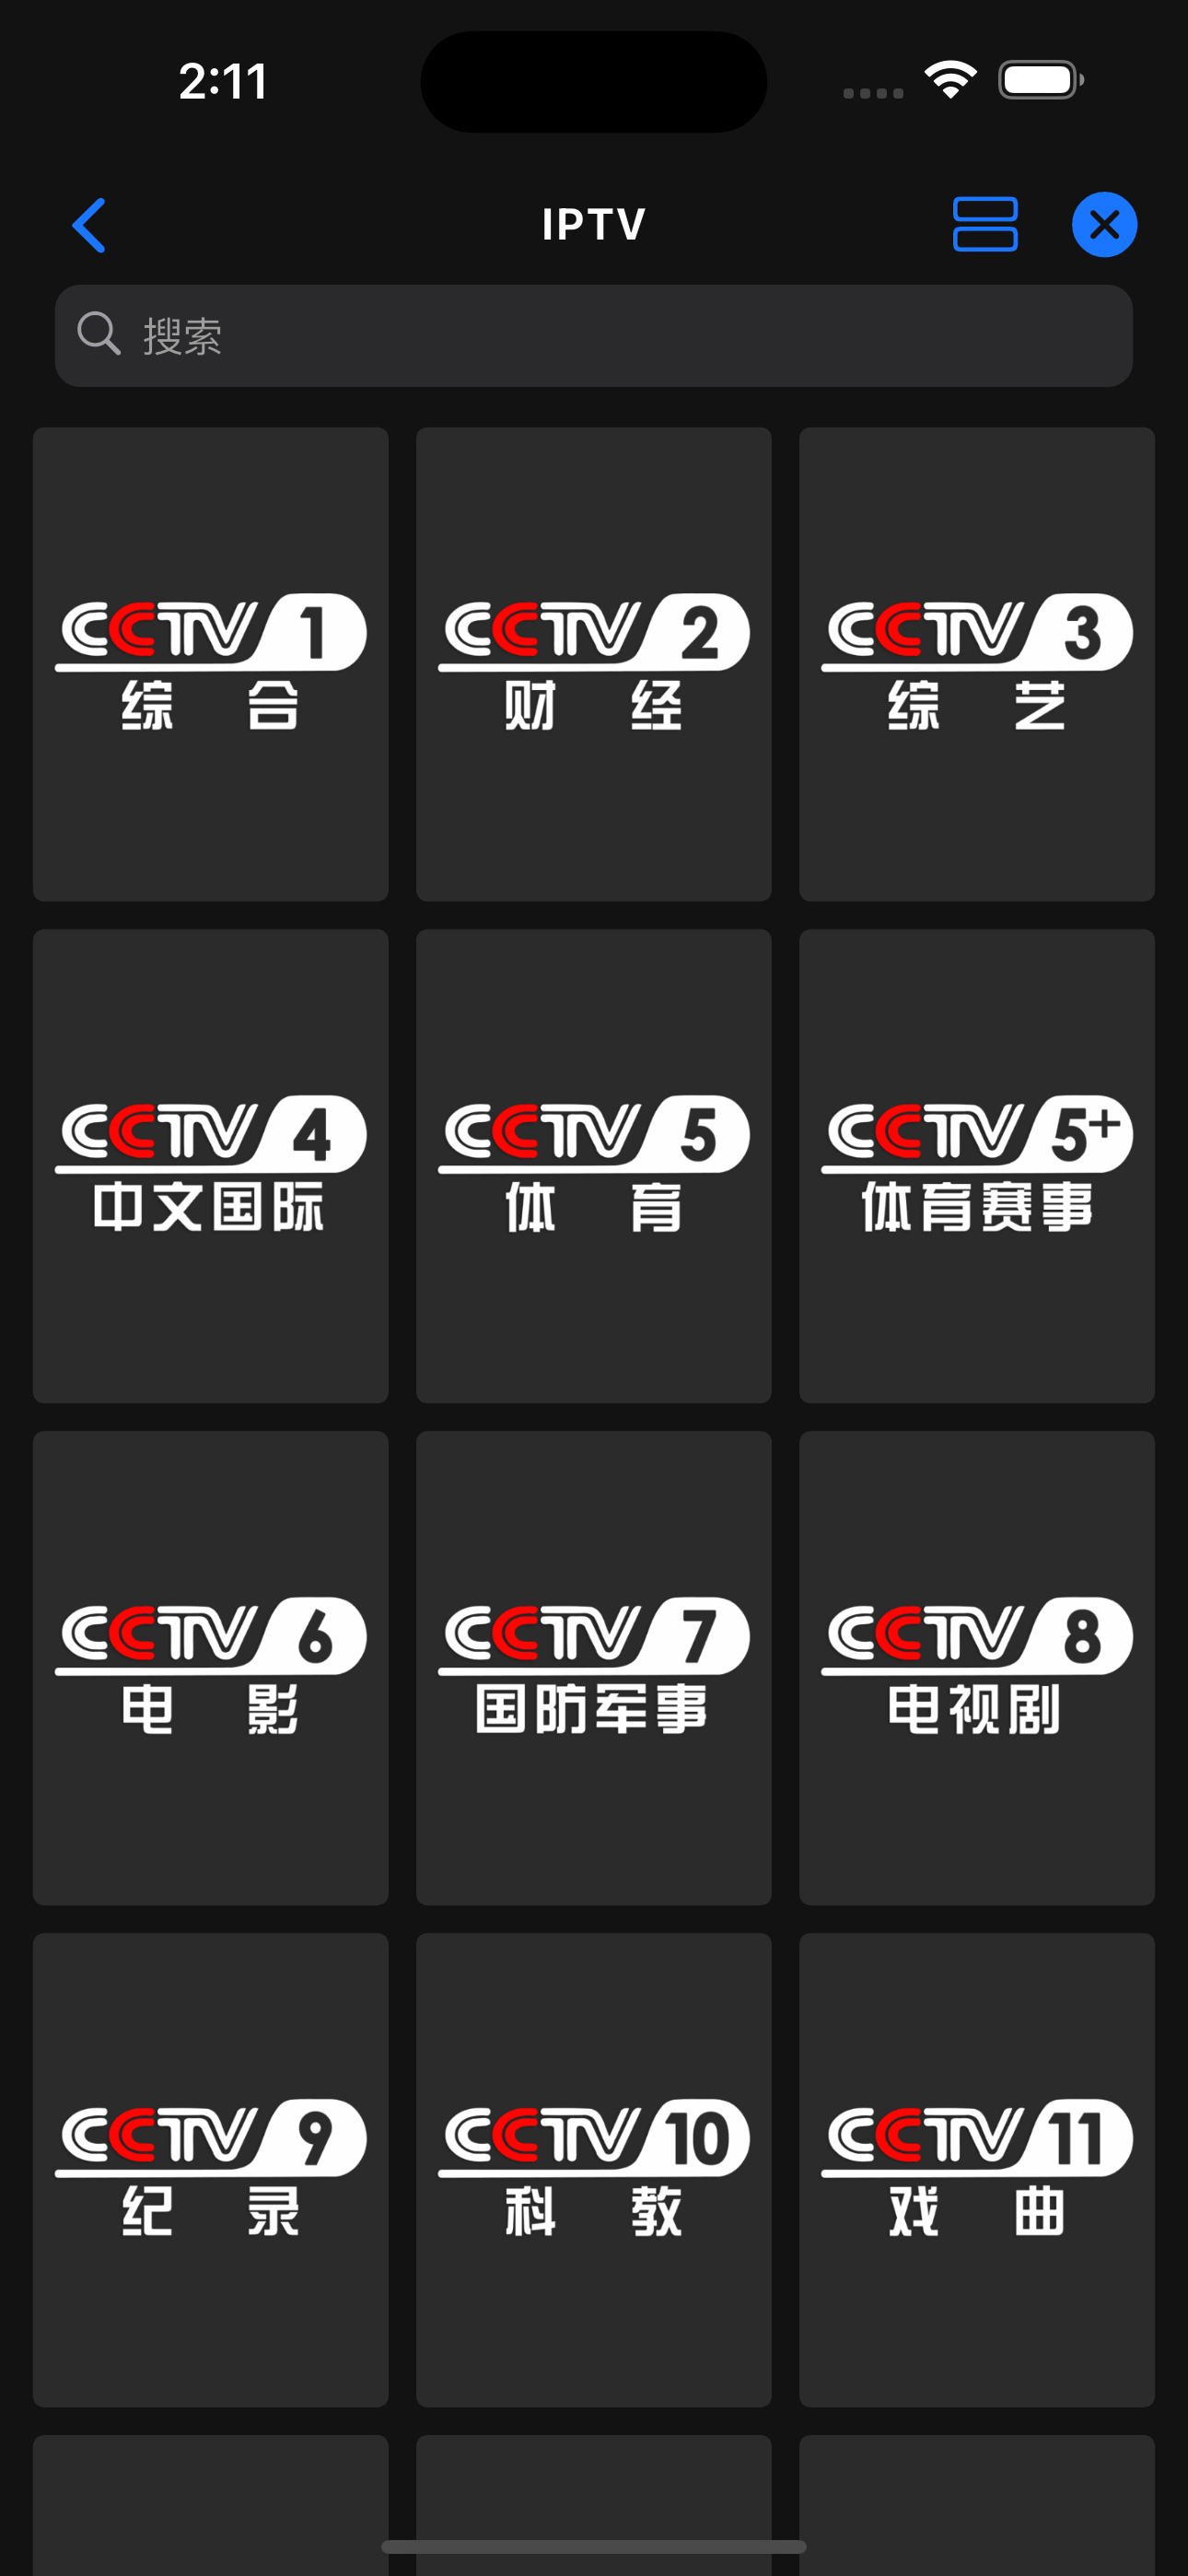 2:11
IPTV
搜索
CCTV 1
综 合
CCTV 2
财 经
CCTV 3
综 艺
CCTV 4
中文国际
CCTV 5
体 育
CCTV 5+
体育赛事
CCTV 6
电 影
CCTV 7
国防军事
CCTV 8
电视剧
CCTV 9
纪 录
CCTV 10
科 教
CCTV 11
戏 曲